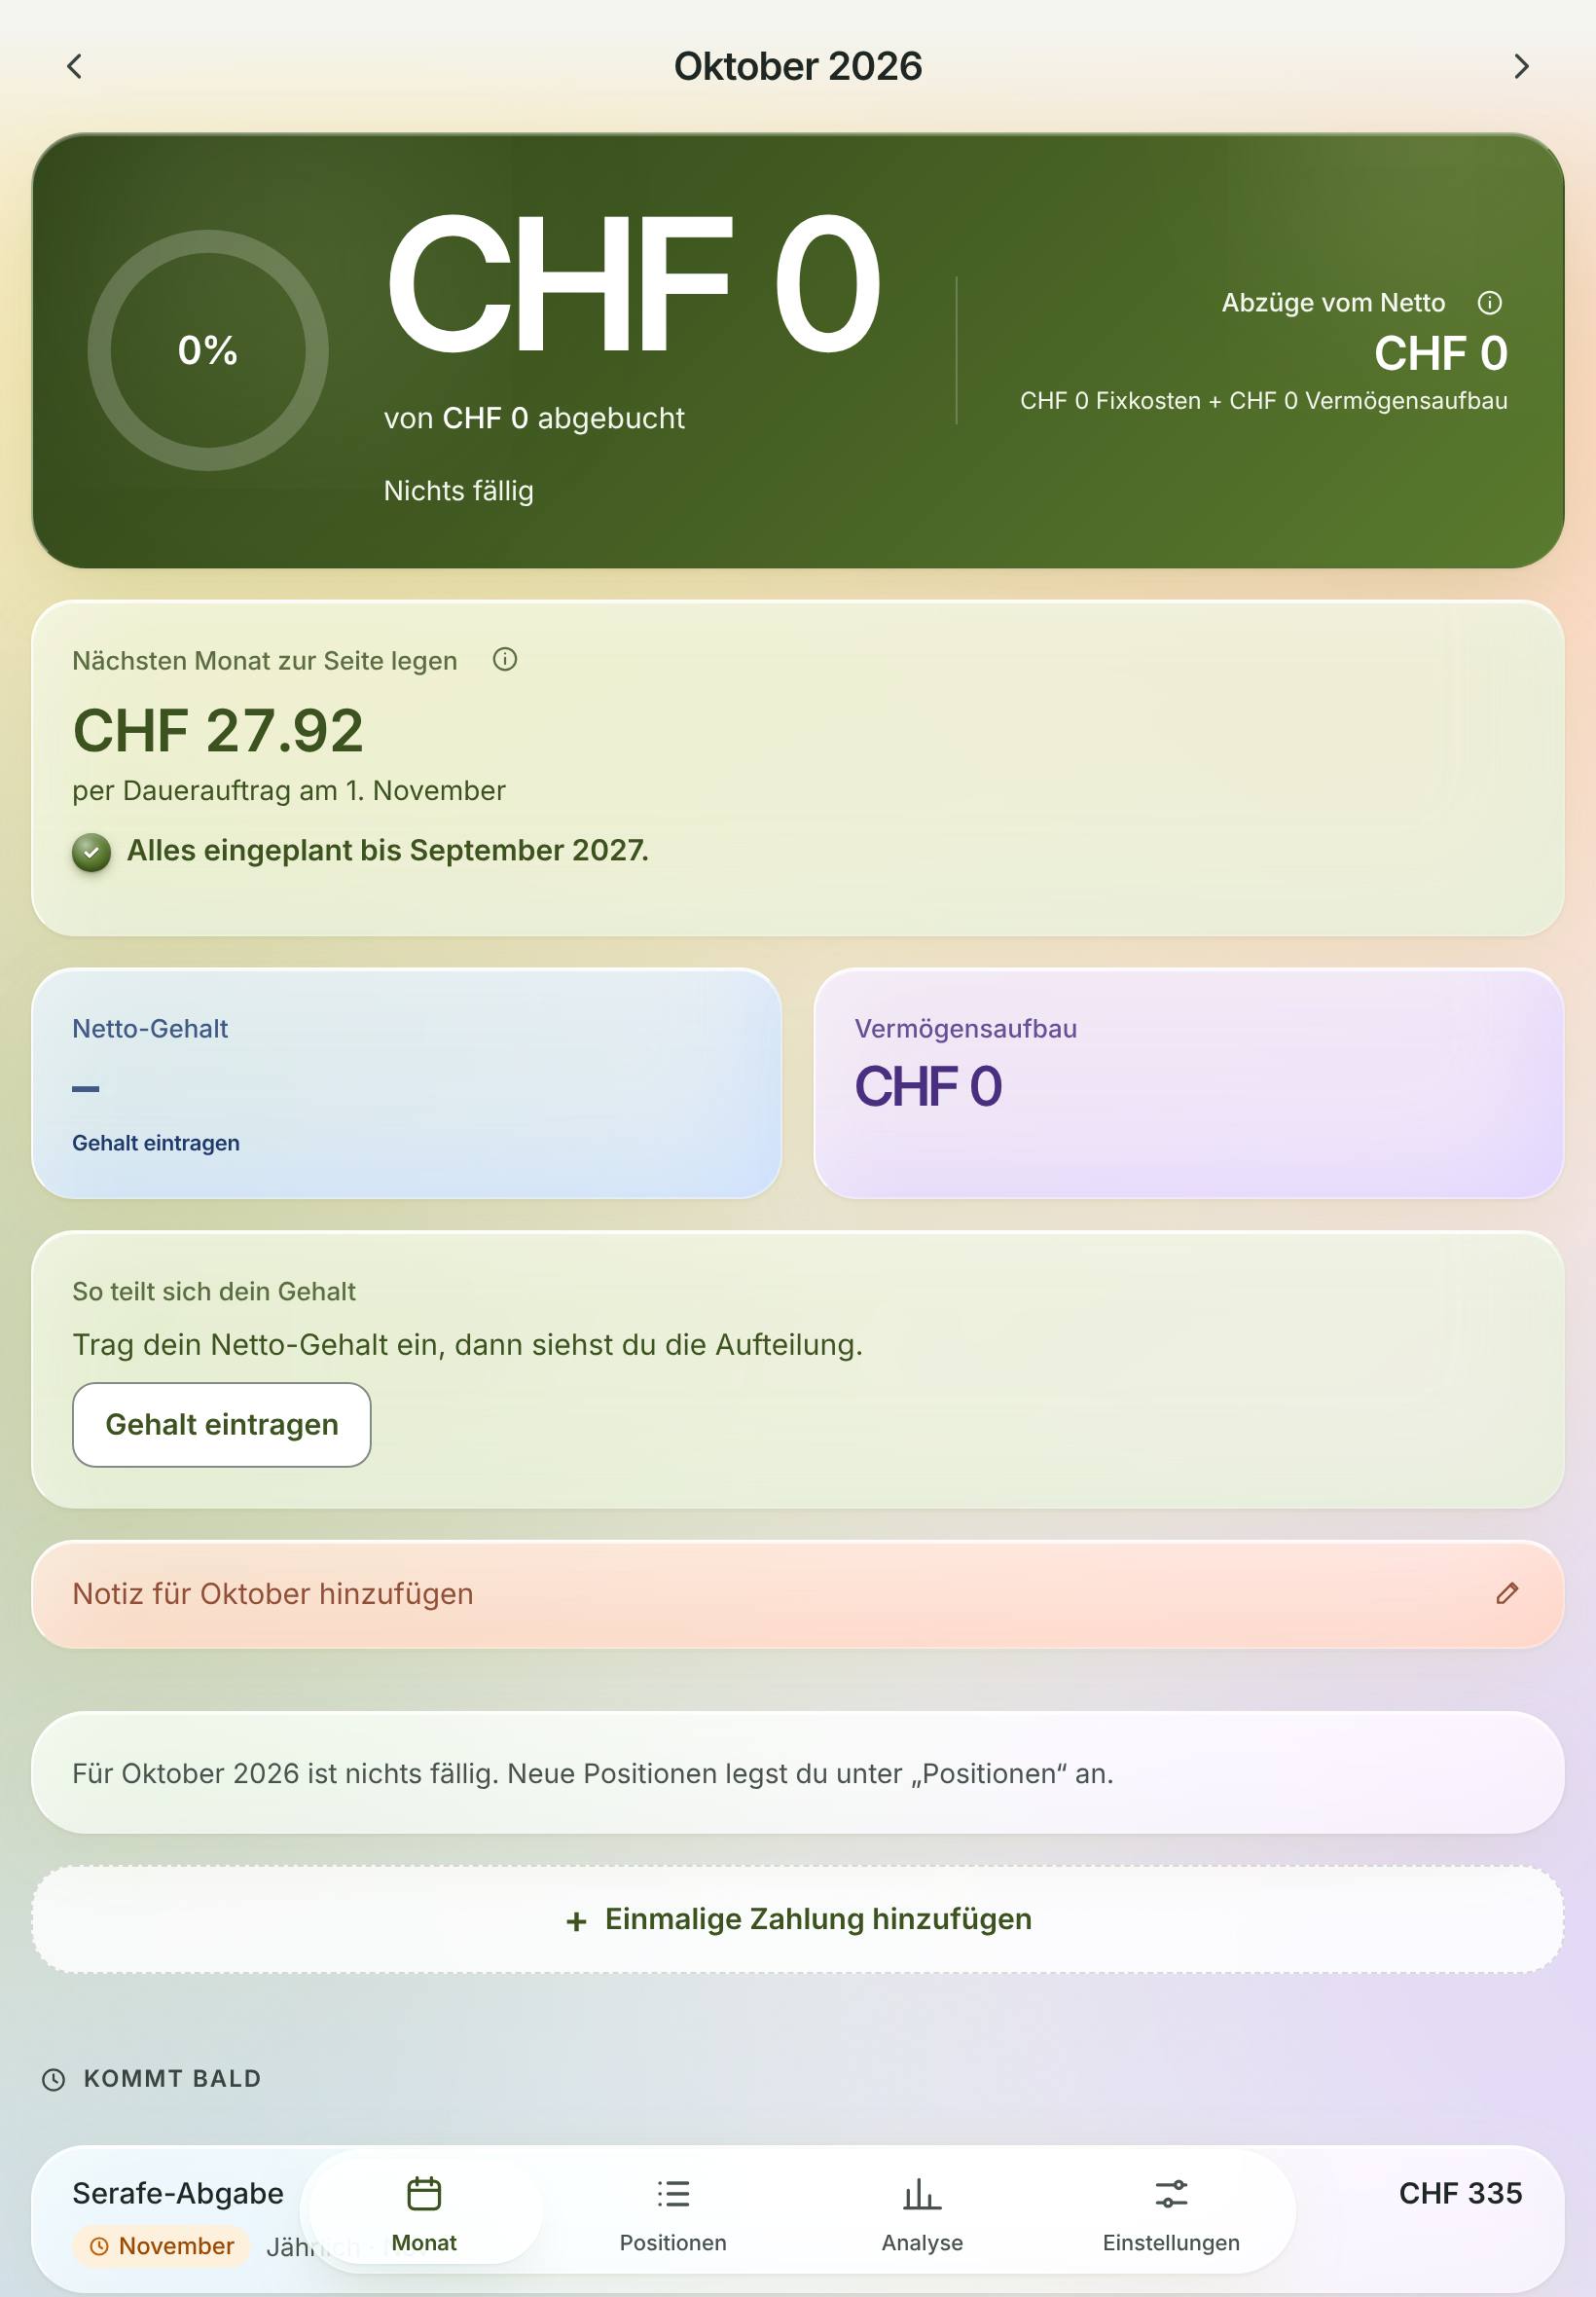 Oktober 2026
0%
CHF 0
von CHF 0 abgebucht
Nichts fällig
Abzüge vom Netto
CHF 0
CHF 0 Fixkosten + CHF 0 Vermögensaufbau
Nächsten Monat zur Seite legen
CHF 27.92
per Dauerauftrag am 1. November
Alles eingeplant bis September 2027.
Netto-Gehalt
–
Gehalt eintragen
Vermögensaufbau
CHF 0
So teilt sich dein Gehalt
Trag dein Netto-Gehalt ein, dann siehst du die Aufteilung.
Gehalt eintragen
Notiz für Oktober hinzufügen
Für Oktober 2026 ist nichts fällig. Neue Positionen legst du unter „Positionen“ an.
+ Einmalige Zahlung hinzufügen
KOMMT BALD
Serafe-Abgabe
CHF 335
November
Monat
Positionen
Analyse
Einstellungen